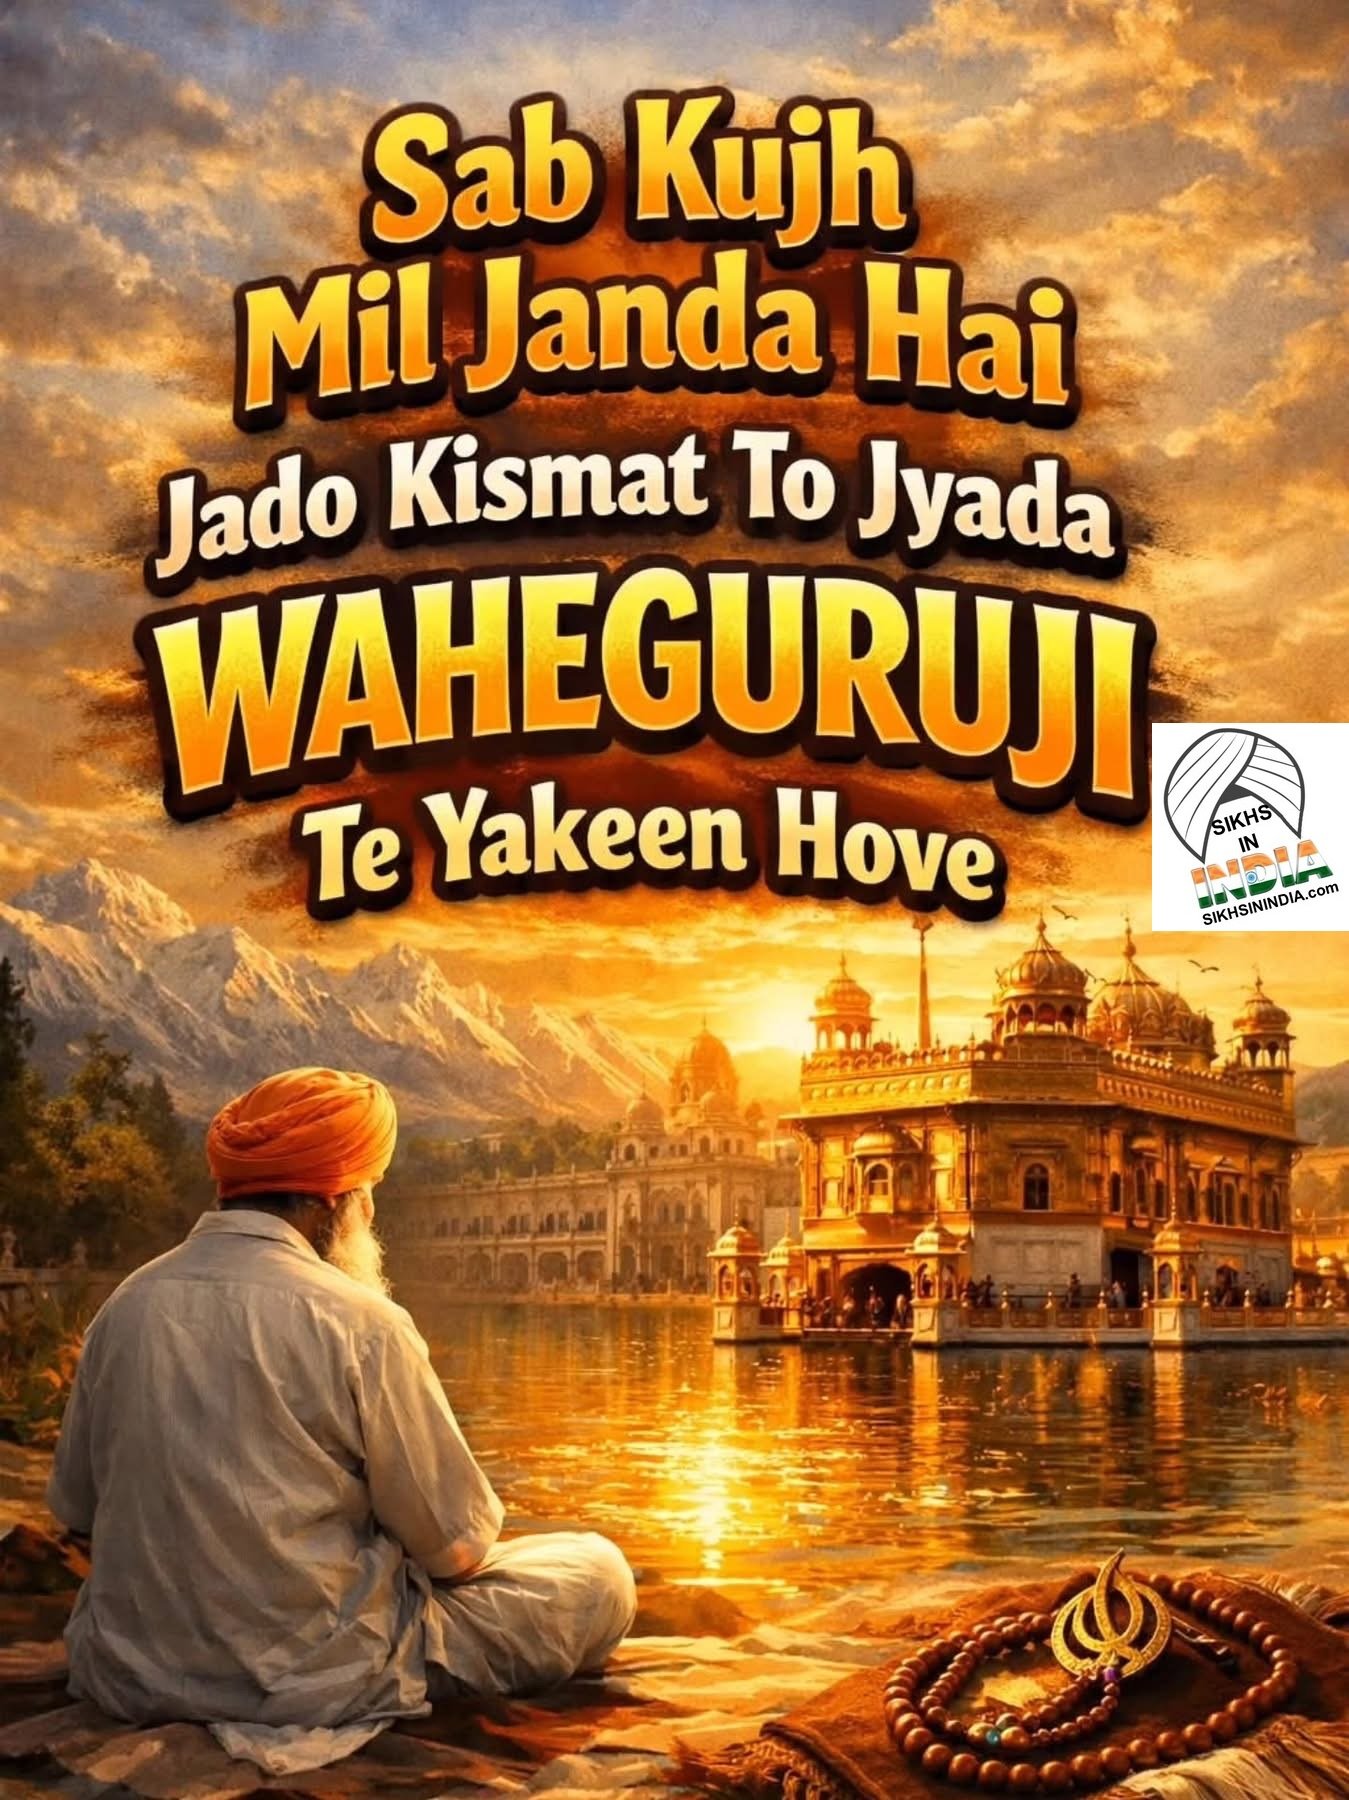 Sab Kujh
Mil Janda Hai
Jado Kismat To Jyada
WAHEGURUJI
Te Yakeen Hove
SIKHS
IN
INDIA
SIKHSININDIA.com